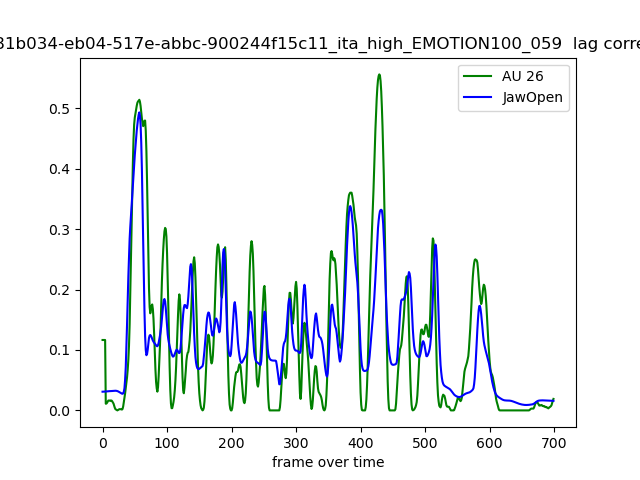 31b034-eb04-517e-abbc-900244f15c11_ita_high_EMOTION100_059 lag corre
AU 26
JawOpen
0.5
0.4
0.3
0.2
0.1
0.0
0 100 200 300 400 500 600 700
frame over time